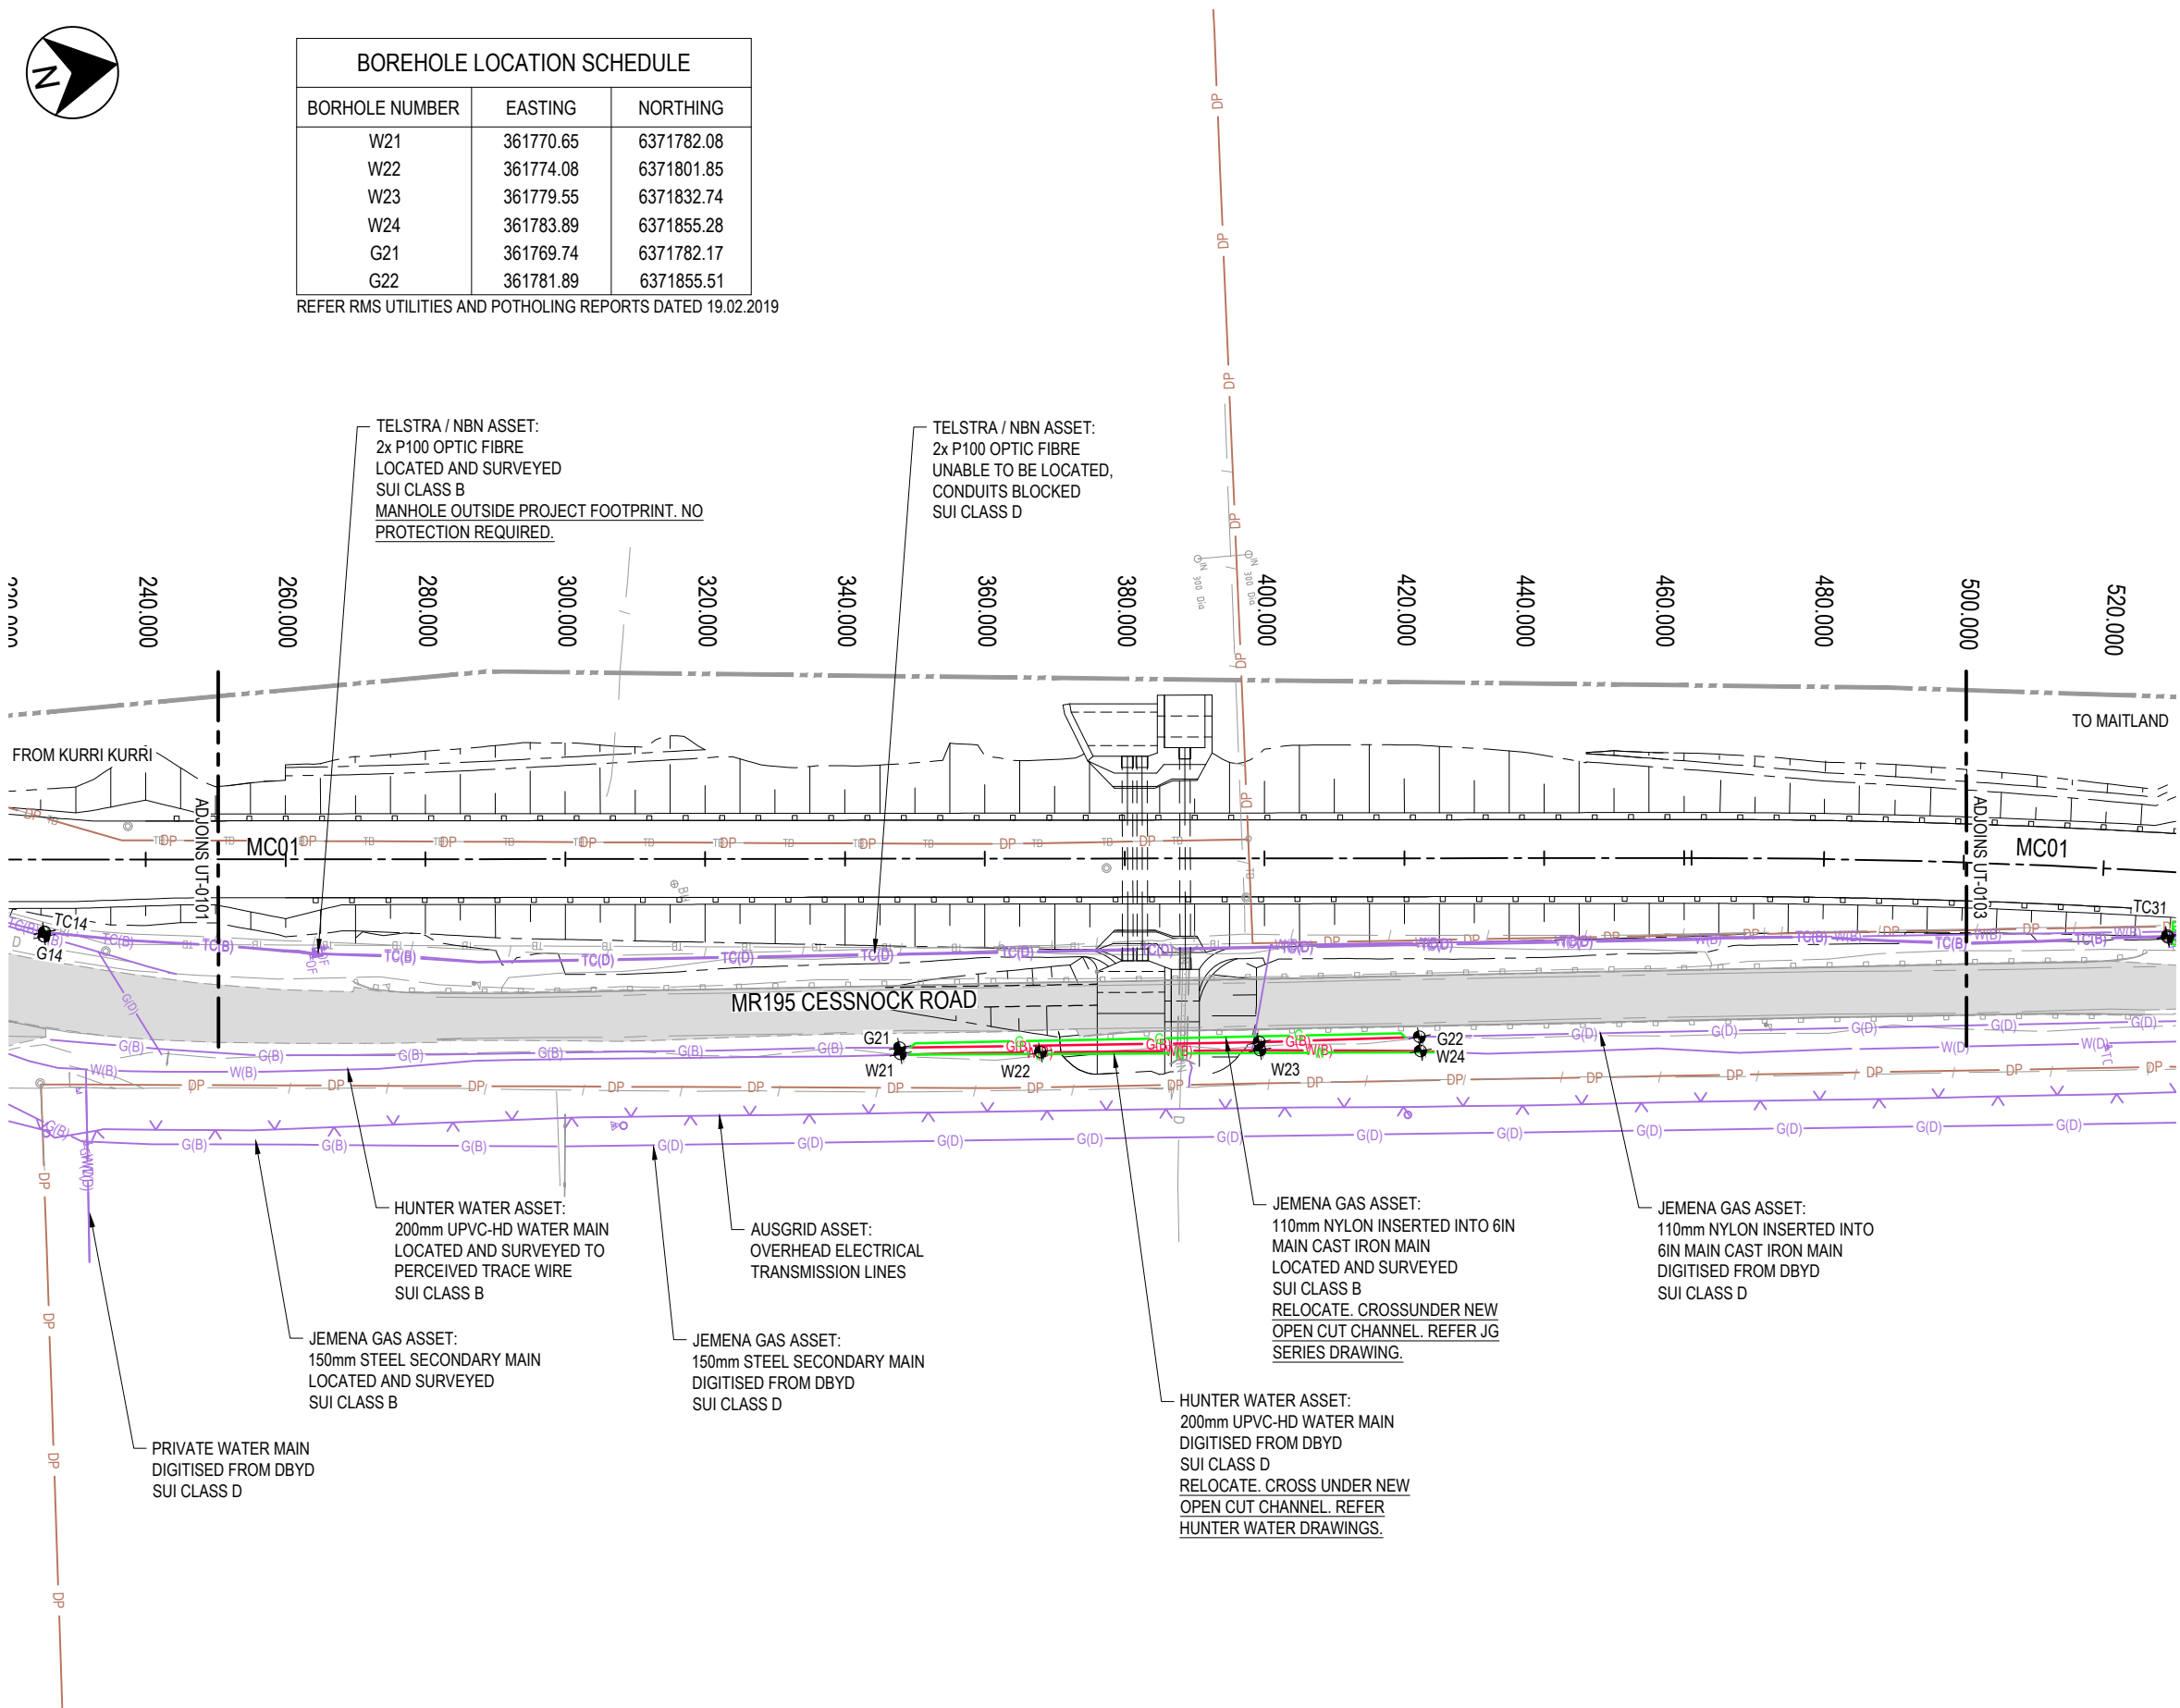 N
BOREHOLE LOCATION SCHEDULE
BORHOLE NUMBER EASTING NORTHING
W21 361770.65 6371782.08
W22 361774.08 6371801.85
W23 361779.55 6371832.74
W24 361783.89 6371855.28
G21 361769.74 6371782.17
G22 361781.89 6371855.51
REFER RMS UTILITIES AND POTHOLING REPORTS DATED 19.02.2019
TELSTRA / NBN ASSET:
2x P100 OPTIC FIBRE
LOCATED AND SURVEYED
SUI CLASS B
MANHOLE OUTSIDE PROJECT FOOTPRINT. NO
PROTECTION REQUIRED.
TELSTRA / NBN ASSET:
2x P100 OPTIC FIBRE
UNABLE TO BE LOCATED,
CONDUITS BLOCKED
SUI CLASS D
240.000
260.000
280.000
300.000
320.000
340.000
360.000
380.000
400.000
420.000
440.000
460.000
480.000
500.000
520.000
IN 300 Dia
IN 300 Dia
FROM KURRI KURRI
TO MAITLAND
ADJOINS UT-0101
MC01
ADJOINS UT-0103
MC01
TC14
G14
TC31
MR195 CESSNOCK ROAD
G21
W21
W22
W23
G22
W24
HUNTER WATER ASSET:
200mm UPVC-HD WATER MAIN
LOCATED AND SURVEYED TO
PERCEIVED TRACE WIRE
SUI CLASS B
AUSGRID ASSET:
OVERHEAD ELECTRICAL
TRANSMISSION LINES
JEMENA GAS ASSET:
110mm NYLON INSERTED INTO 6IN
MAIN CAST IRON MAIN
LOCATED AND SURVEYED
SUI CLASS B
RELOCATE. CROSSUNDER NEW
OPEN CUT CHANNEL. REFER JG
SERIES DRAWING.
JEMENA GAS ASSET:
110mm NYLON INSERTED INTO
6IN MAIN CAST IRON MAIN
DIGITISED FROM DBYD
SUI CLASS D
JEMENA GAS ASSET:
150mm STEEL SECONDARY MAIN
LOCATED AND SURVEYED
SUI CLASS B
JEMENA GAS ASSET:
150mm STEEL SECONDARY MAIN
DIGITISED FROM DBYD
SUI CLASS D
HUNTER WATER ASSET:
200mm UPVC-HD WATER MAIN
DIGITISED FROM DBYD
SUI CLASS D
RELOCATE. CROSS UNDER NEW
OPEN CUT CHANNEL. REFER
HUNTER WATER DRAWINGS.
PRIVATE WATER MAIN
DIGITISED FROM DBYD
SUI CLASS D